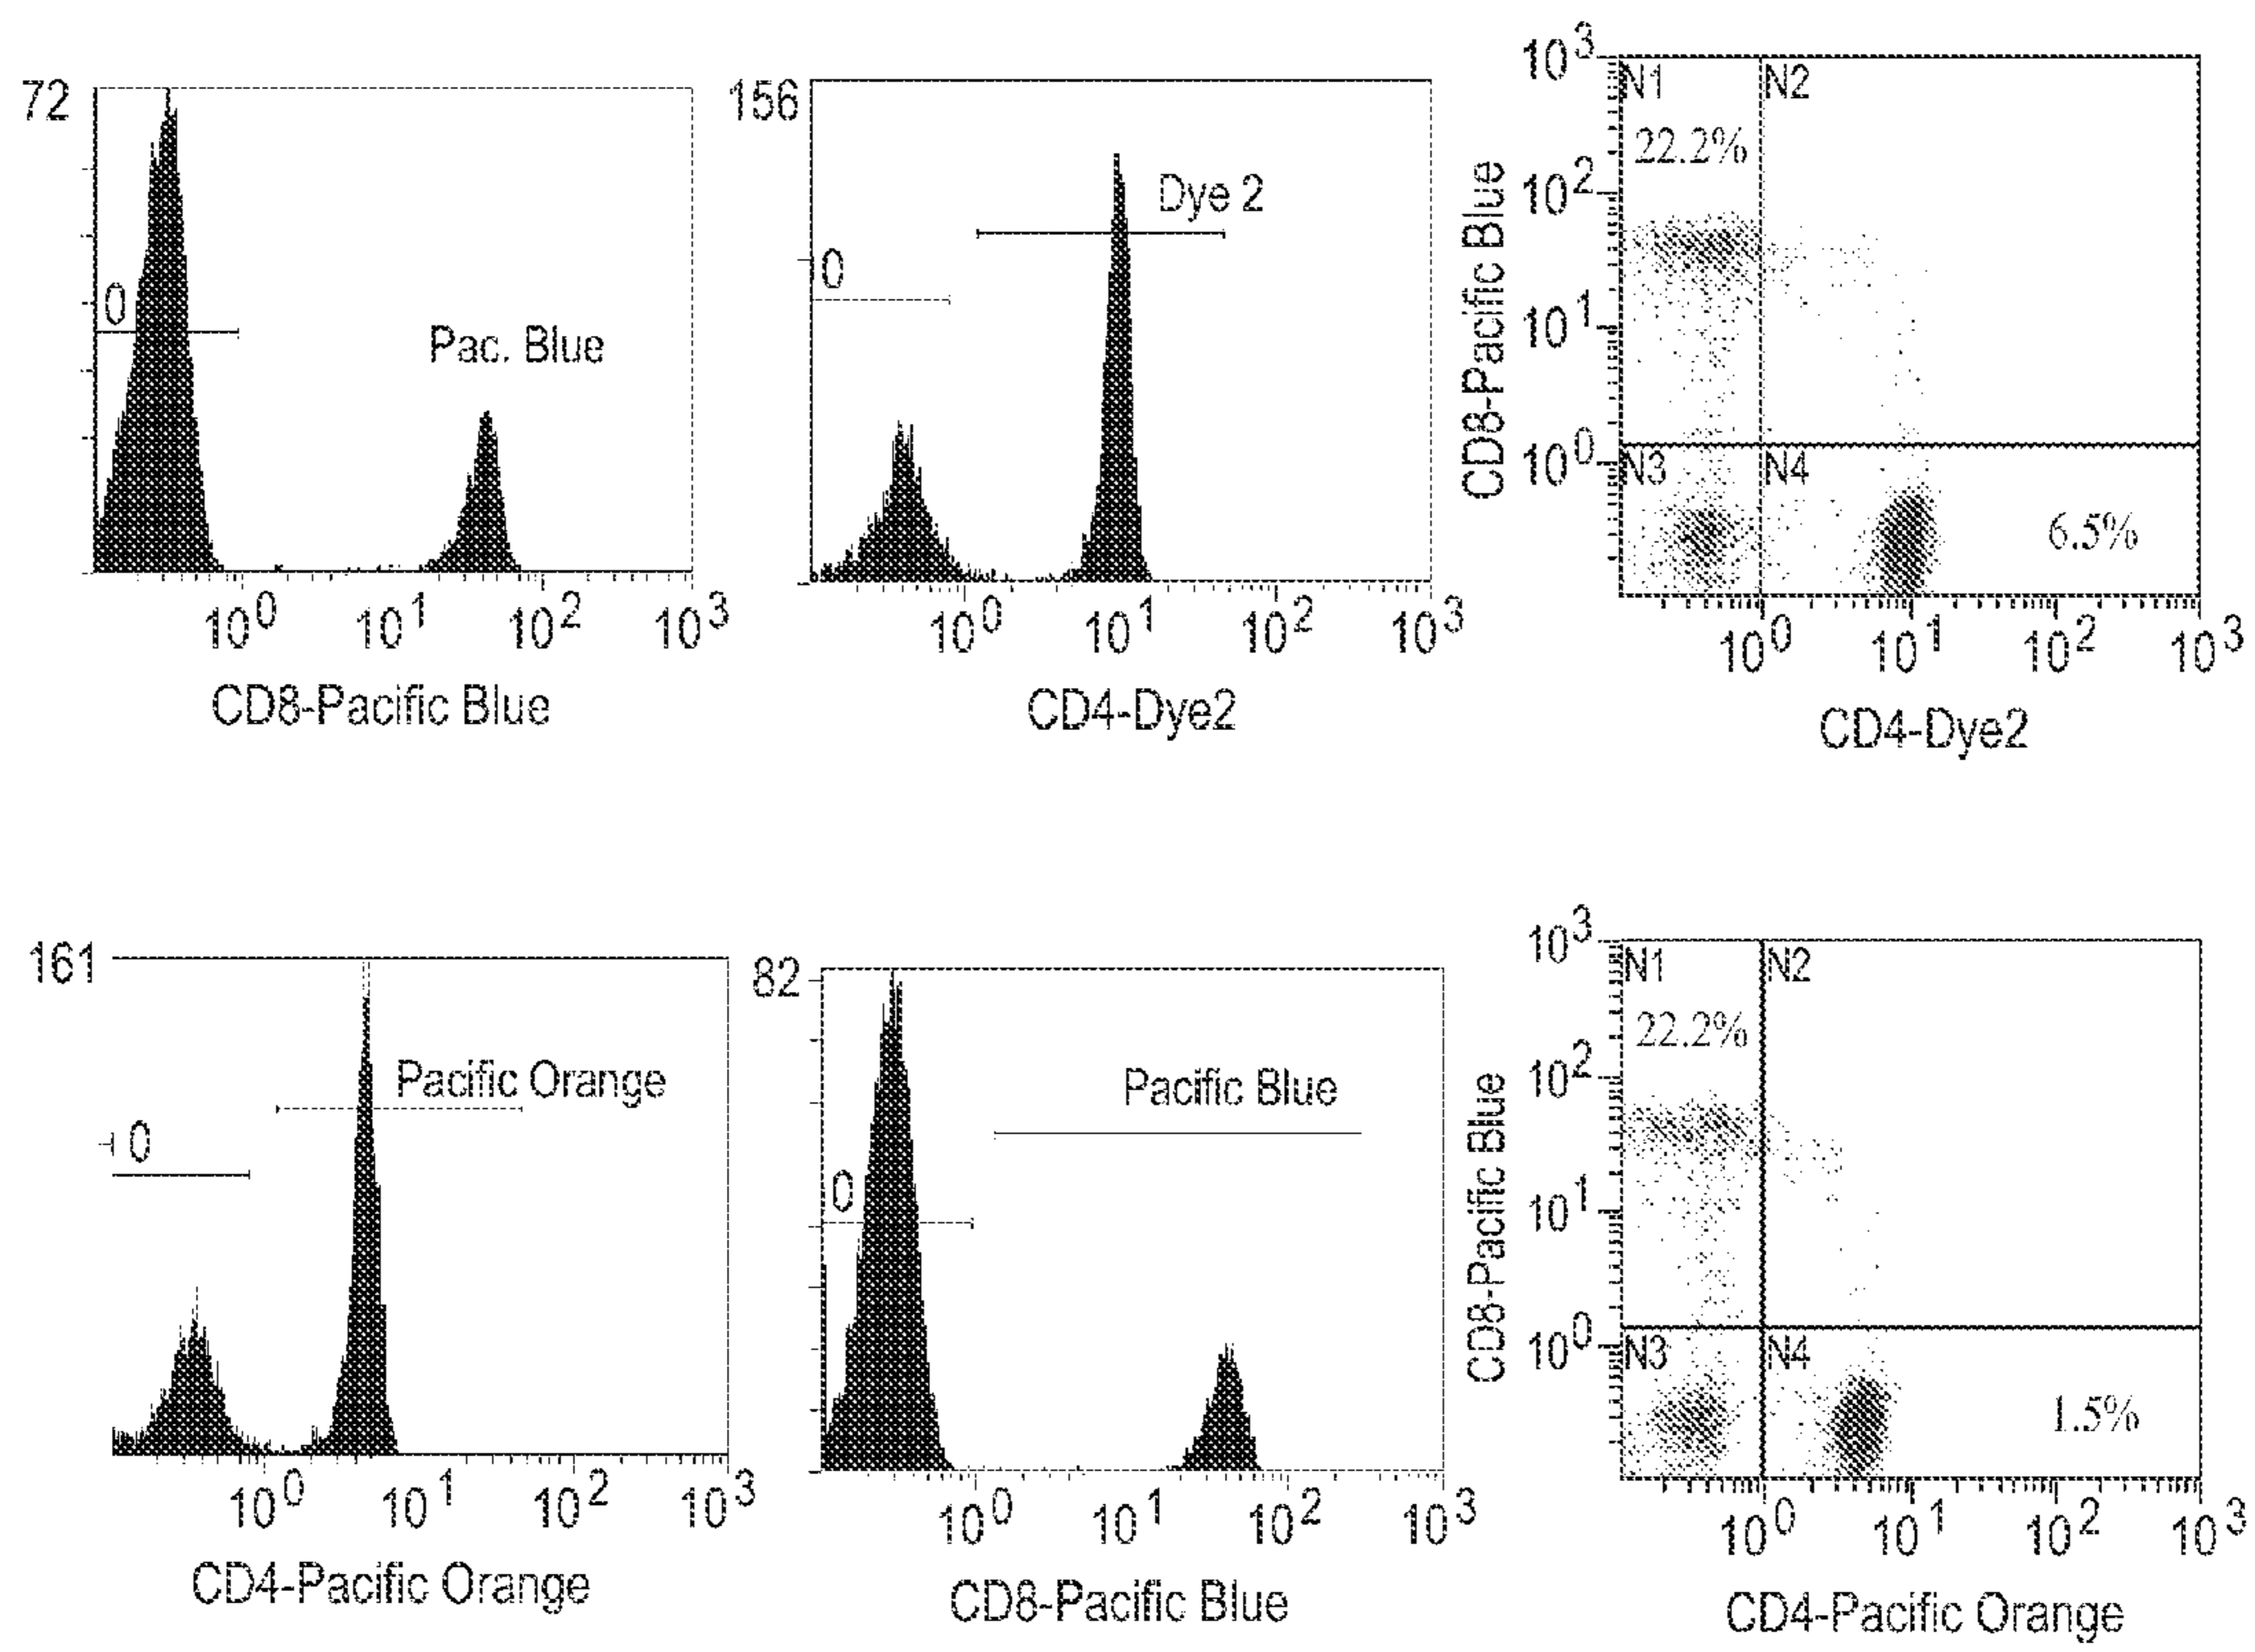 72
0
Pac. Blue
10^0 10^1 10^2 10^3
CD8-Pacific Blue
156
0
Dye 2
10^0 10^1 10^2 10^3
CD4-Dye2
CD8-Pacific Blue
10^3
10^2
10^1
10^0
N1 N2
22.2%
N3 N4
6.5%
10^0 10^1 10^2 10^3
CD4-Dye2
161
0
Pacific Orange
10^0 10^1 10^2 10^3
CD4-Pacific Orange
82
0
Pacific Blue
10^0 10^1 10^2 10^3
CD8-Pacific Blue
CD8-Pacific Blue
10^3
10^2
10^1
10^0
N1 N2
22.2%
N3 N4
1.5%
10^0 10^1 10^2 10^3
CD4-Pacific Orange